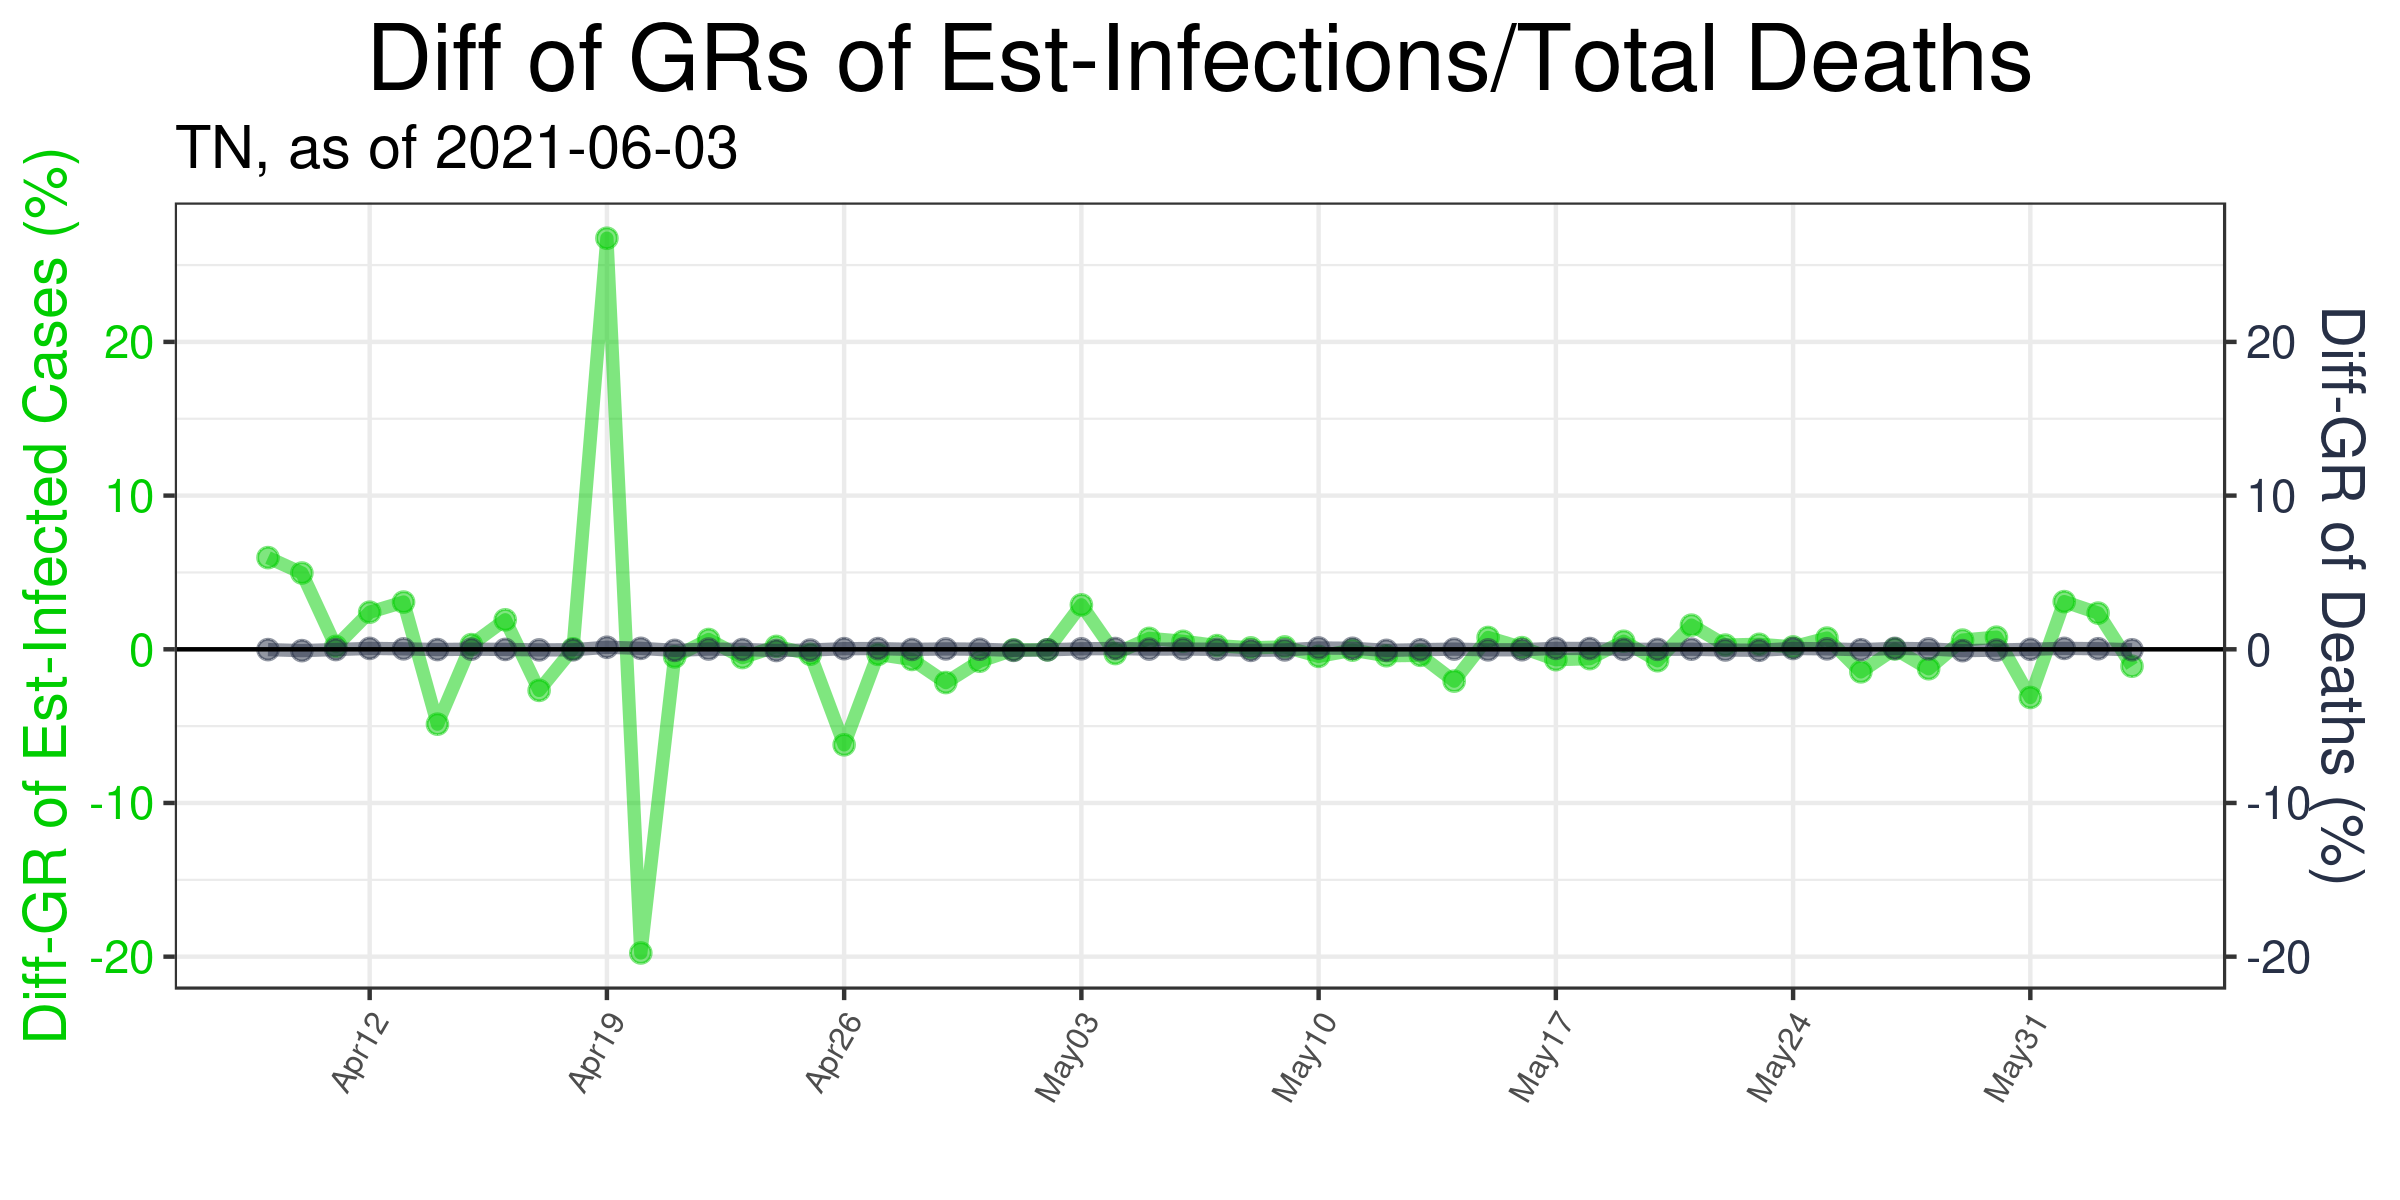 Diff of GRs of Est-Infections/Total Deaths
TN, as of 2021-06-03
Diff-GR of Est-Infected Cases (%)
20
10
0
-10
-20
20
10
0
-10
-20
Diff-GR of Deaths (%)
Apr12
Apr19
Apr26
May03
May10
May17
May24
May31